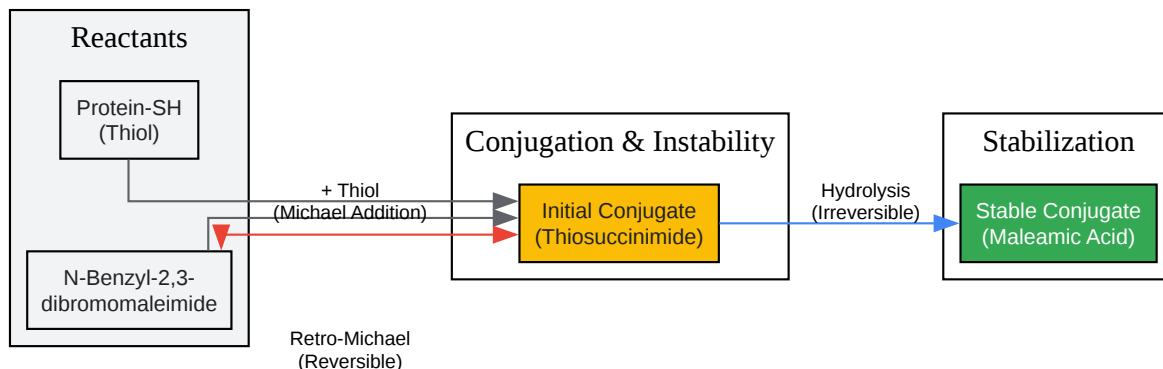 Reactants
Protein-SH
(Thiol)
N-Benzyl-2,3-
dibromomaleimide
+ Thiol
(Michael Addition)
Retro-Michael
(Reversible)
Conjugation & Instability
Initial Conjugate
(Thiosuccinimide)
Hydrolysis
(Irreversible)
Stabilization
Stable Conjugate
(Maleamic Acid)